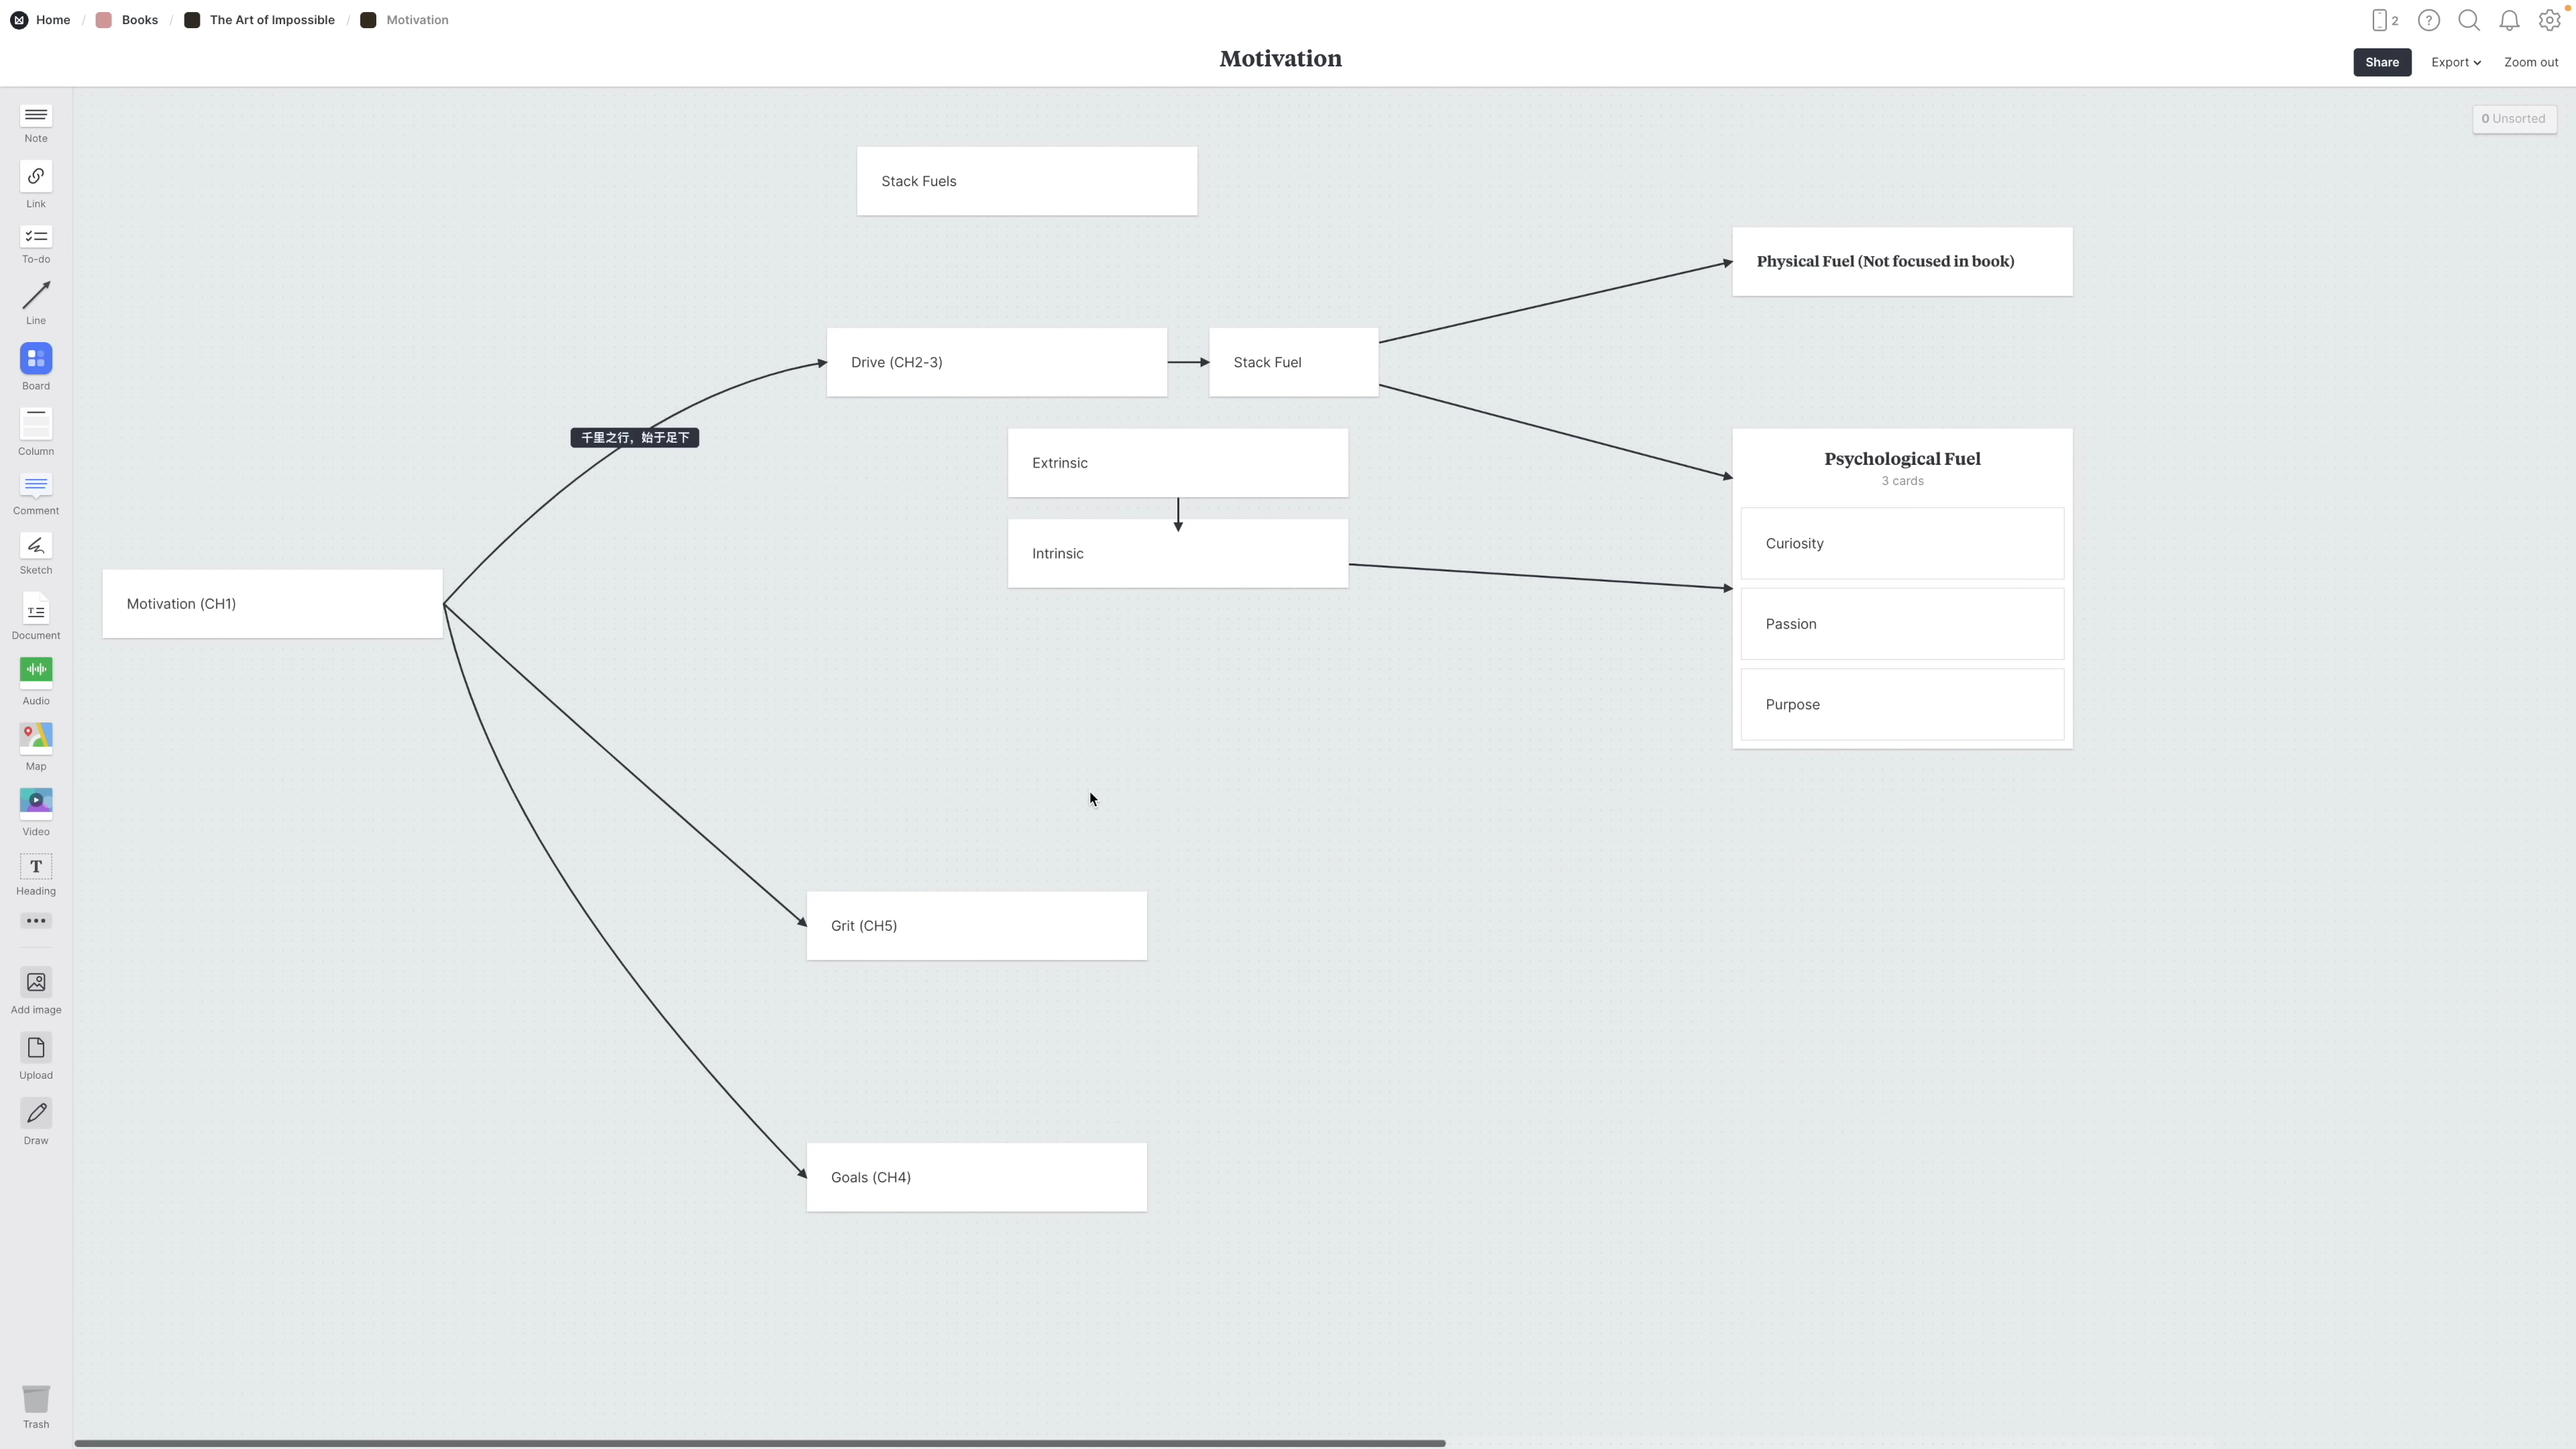 Home / Books / The Art of Impossible / Motivation
2
Motivation
Share
Export
Zoom out
0 Unsorted
Note
Link
To-do
Line
Board
Column
Comment
Sketch
Document
Audio
Map
Video
T
Heading
Add image
Upload
Draw
Trash
Stack Fuels
Physical Fuel (Not focused in book)
Drive (CH2-3)
Stack Fuel
千里之行，始于足下
Extrinsic
Intrinsic
Psychological Fuel
3 cards
Curiosity
Passion
Purpose
Motivation (CH1)
Grit (CH5)
Goals (CH4)